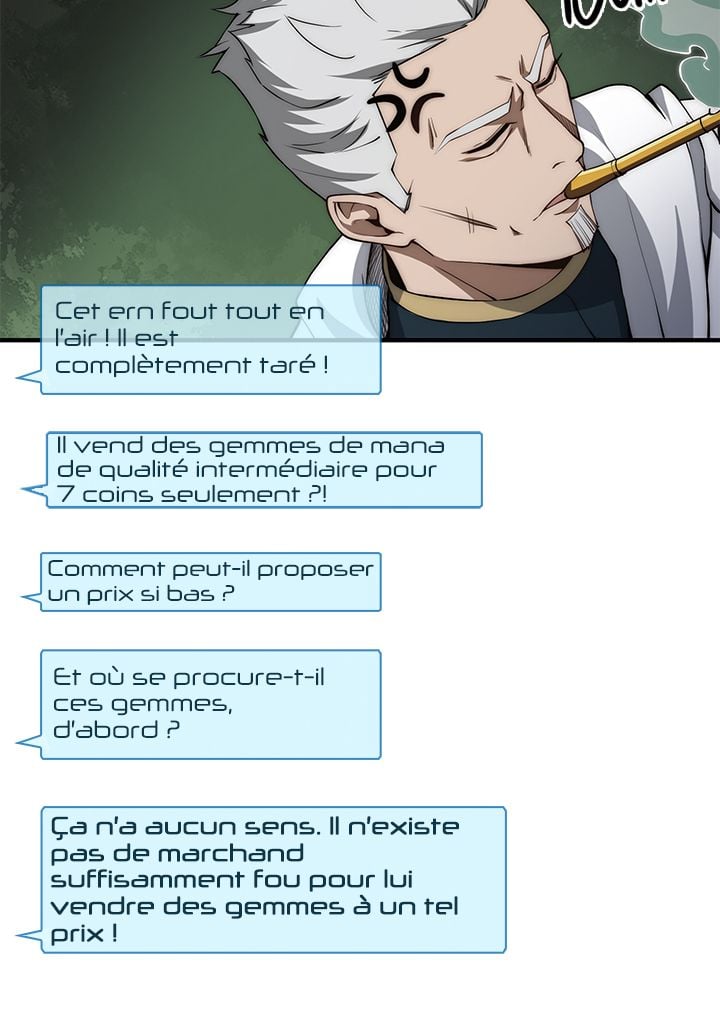 Cet ern fout tout en
l'air ! Il est
complètement taré !
Il vend des gemmes de mana
de qualité intermédiaire pour
7 coins seulement ?!
Comment peut-il proposer
un prix si bas ?
Et où se procure-t-il
ces gemmes,
d'abord ?
Ça n'a aucun sens. Il n'existe
pas de marchand
suffisamment fou pour lui
vendre des gemmes à un tel
prix !